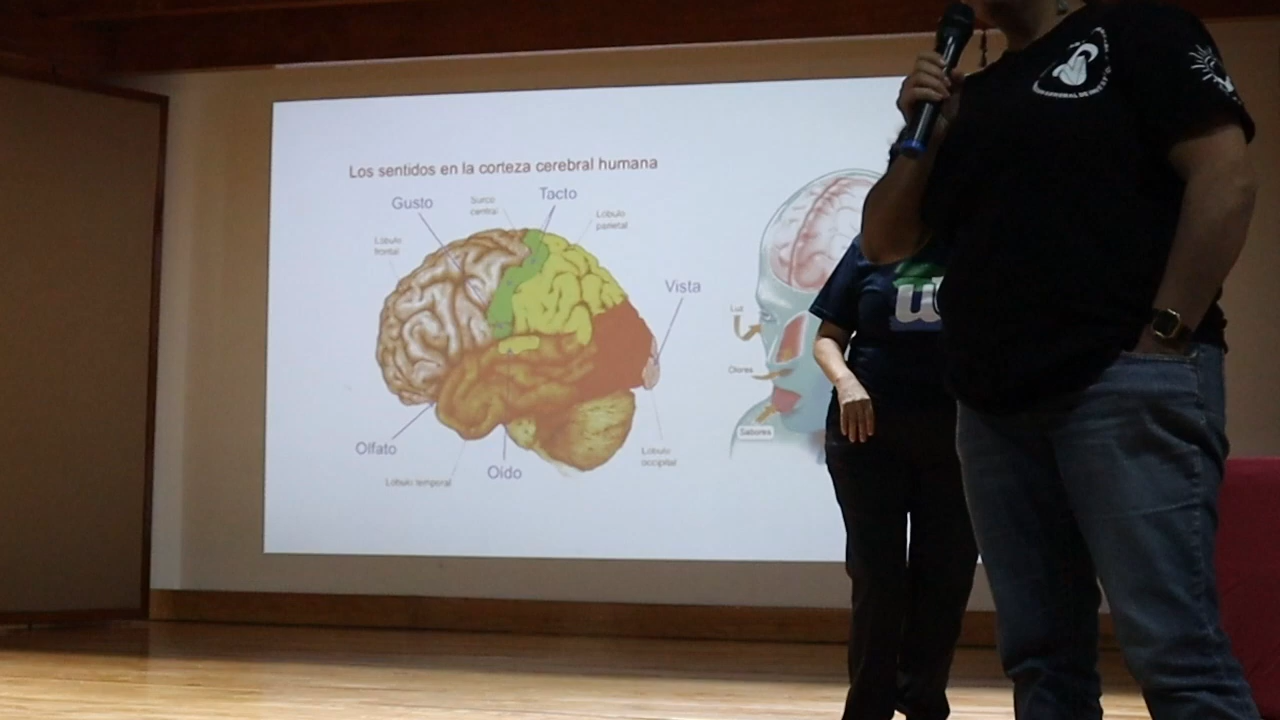 Los sentidos en la corteza cerebral humana
Gusto
Surco
central
Tacto
Lóbulo
parietal
Lóbulo
frontal
Vista
Luz
Olores
Sabores
Olfato
Lóbulo temporal
Oído
Lóbulo
occipital